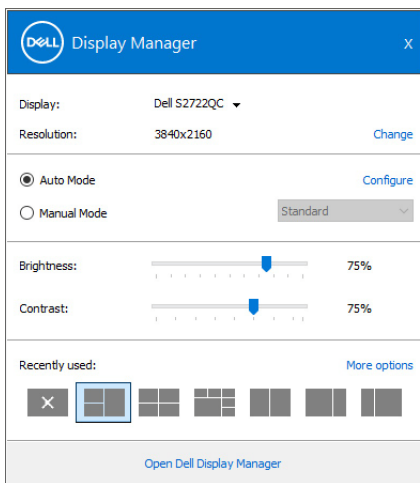 DELL Display Manager X
Display: Dell S2722QC
Resolution: 3840x2160 Change
Auto Mode Configure
Manual Mode Standard
Brightness: 75%
Contrast: 75%
Recently used: More options
Open Dell Display Manager